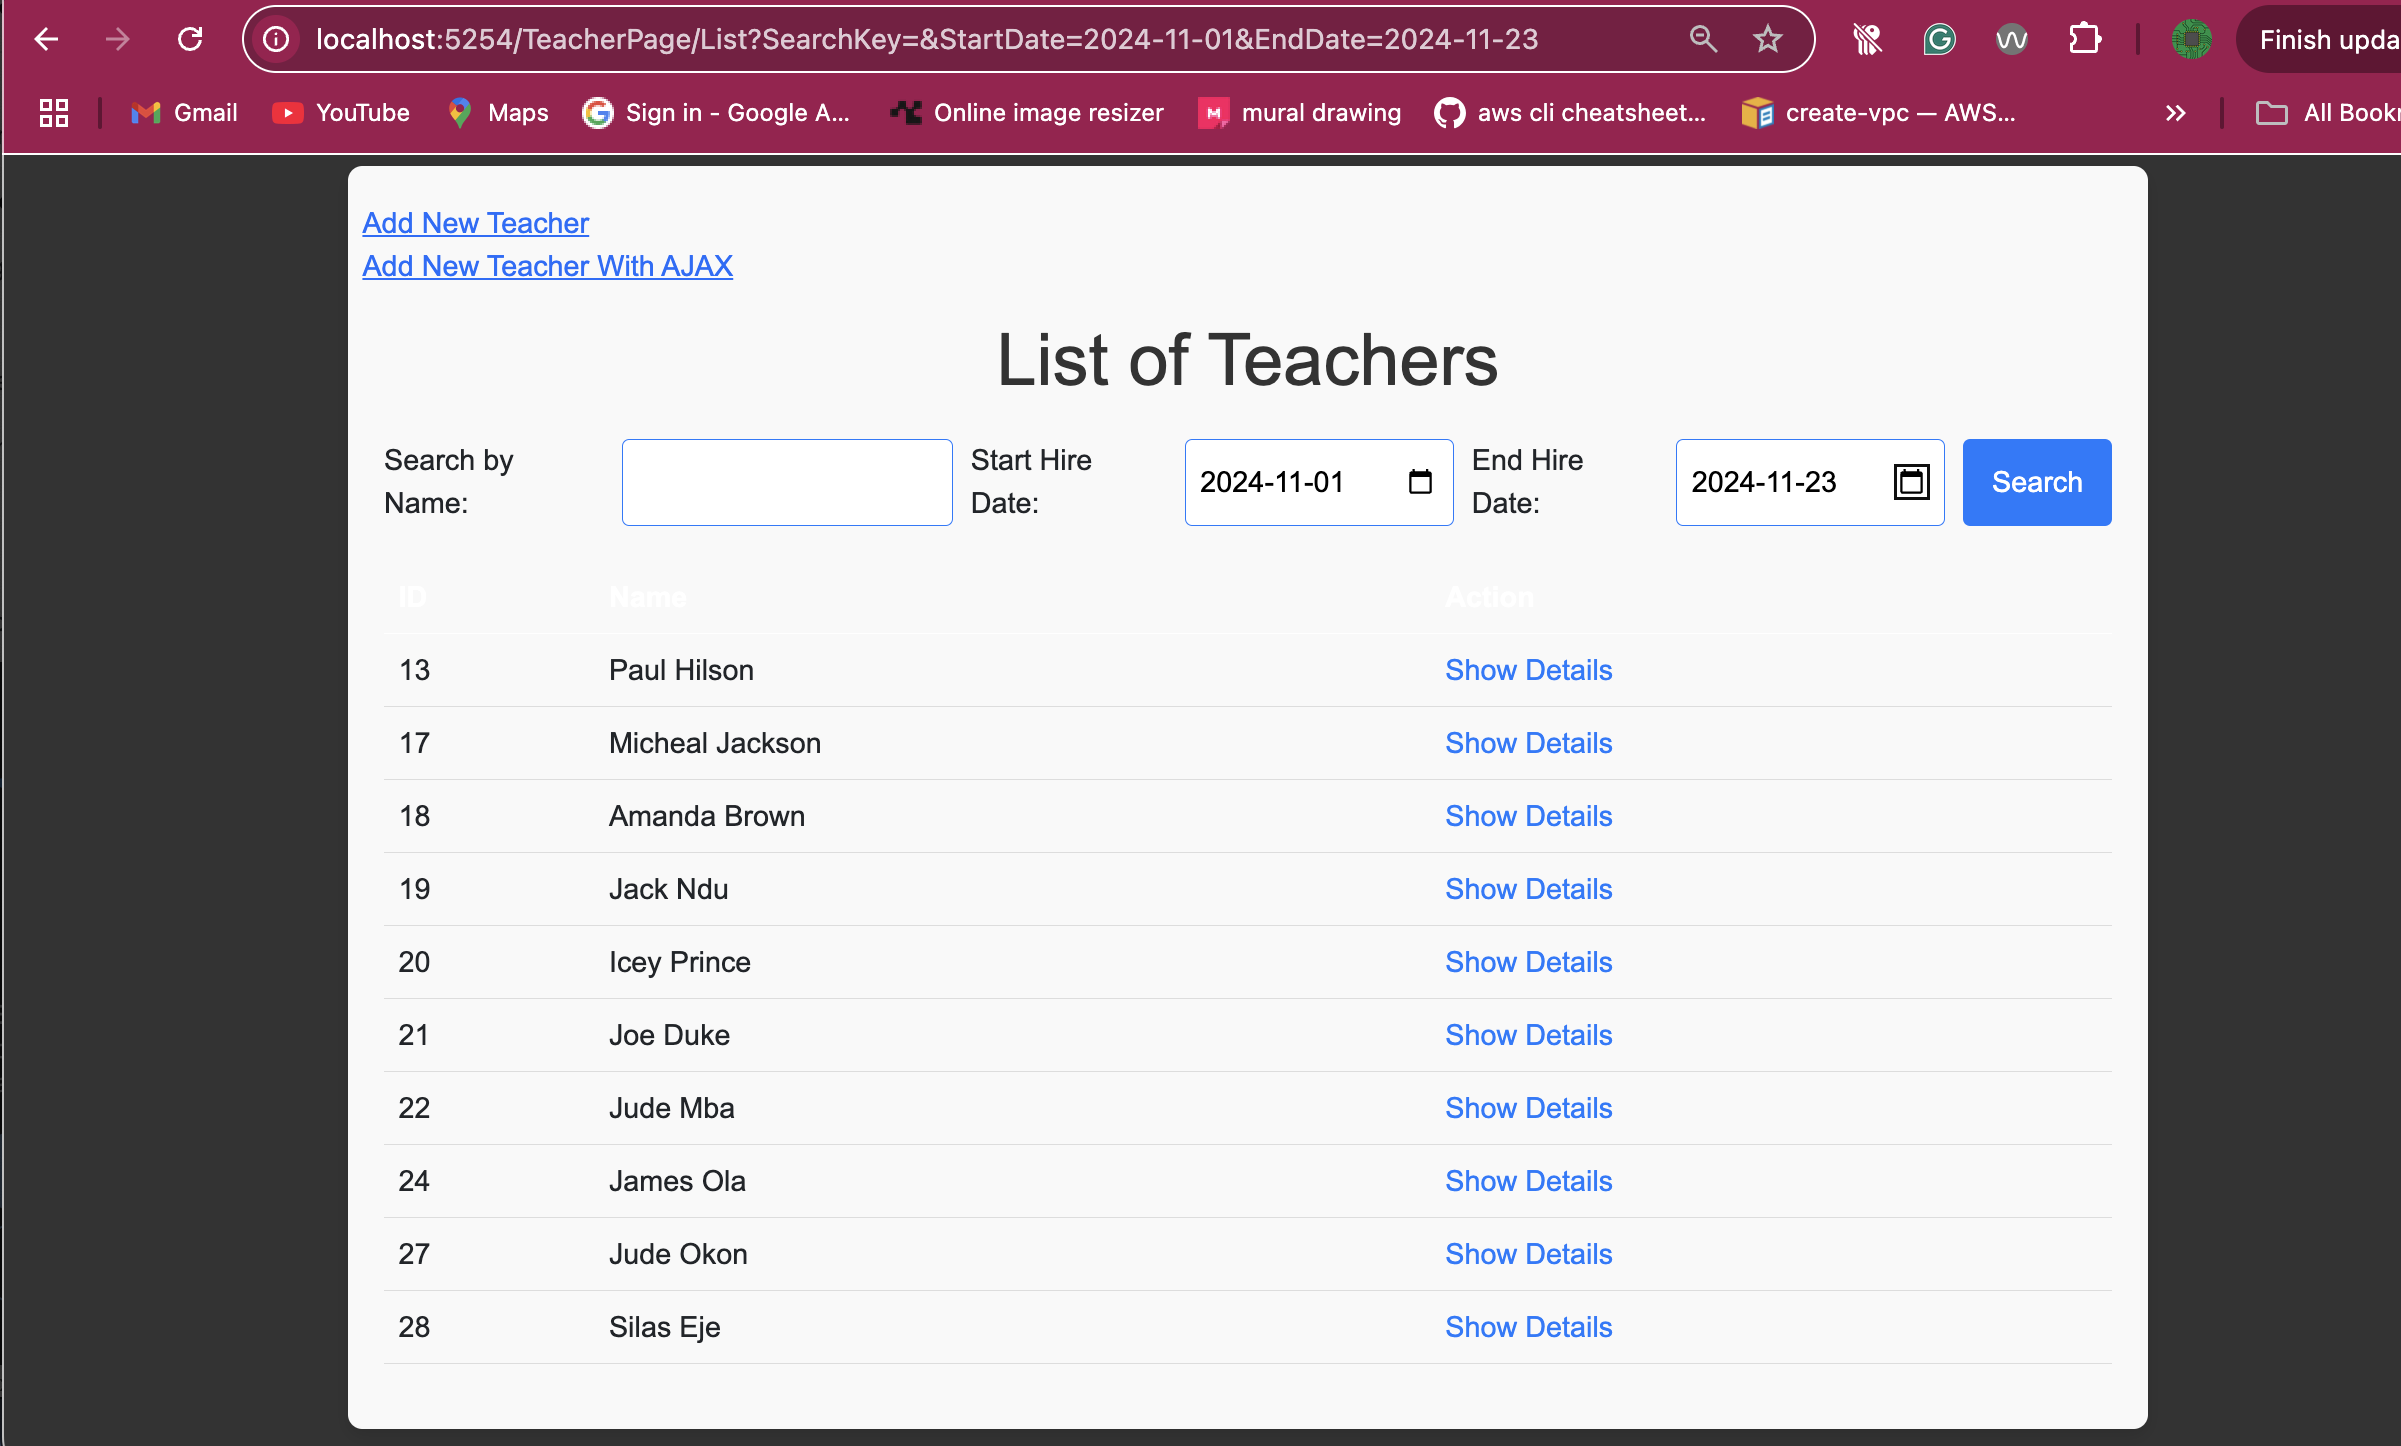 localhost:5254/TeacherPage/List?SearchKey=&StartDate=2024-11-01&EndDate=2024-11-23
Finish upda
Gmail YouTube Maps Sign in - Google A... Online image resizer mural drawing aws cli cheatsheet... create-vpc — AWS... All Bookr
Add New Teacher
Add New Teacher With AJAX
List of Teachers
Search by Name: Start Hire Date: 2024-11-01 End Hire Date: 2024-11-23 Search
ID Name Action
13 Paul Hilson Show Details
17 Micheal Jackson Show Details
18 Amanda Brown Show Details
19 Jack Ndu Show Details
20 Icey Prince Show Details
21 Joe Duke Show Details
22 Jude Mba Show Details
24 James Ola Show Details
27 Jude Okon Show Details
28 Silas Eje Show Details